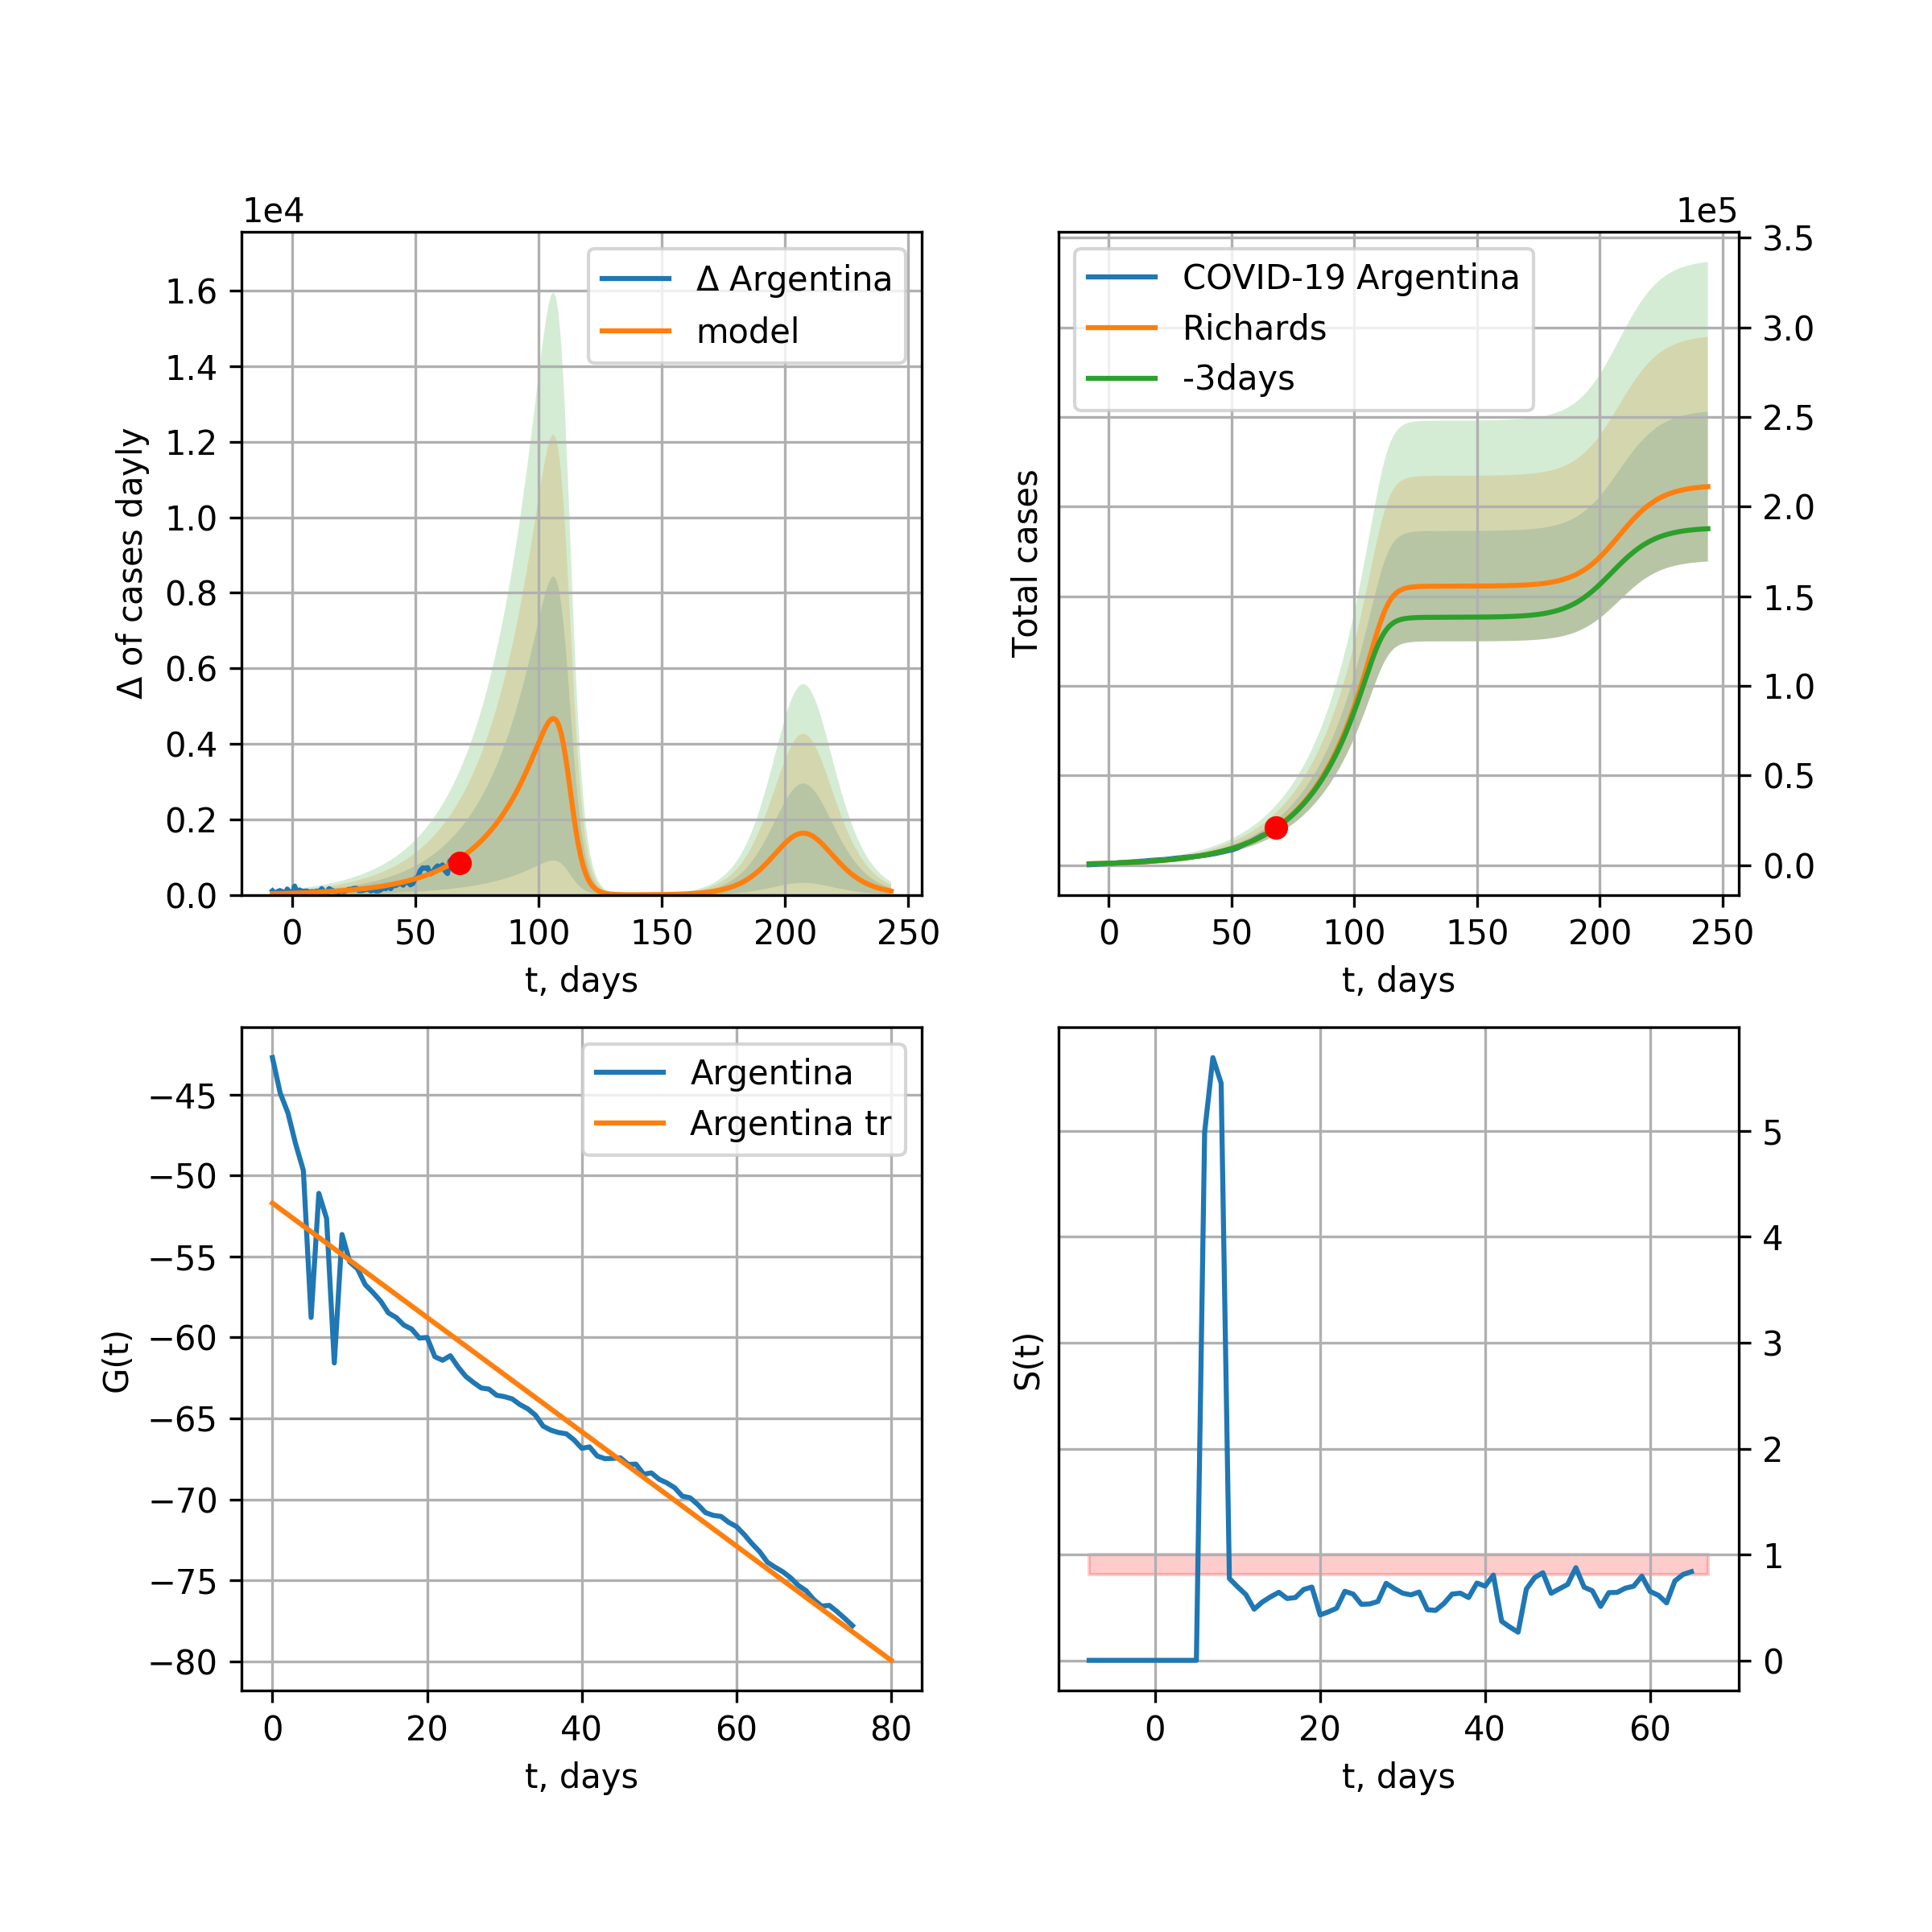 1e4
Δ of cases dayly
1.6
1.4
1.2
1.0
0.8
0.6
0.4
0.2
0.0
0 50 100 150 200 250
t, days
Δ Argentina
model
1e5
Total cases
3.5
3.0
2.5
2.0
1.5
1.0
0.5
0.0
0 50 100 150 200 250
t, days
COVID-19 Argentina
Richards
-3days
G(t)
−45
−50
−55
−60
−65
−70
−75
−80
0 20 40 60 80
t, days
Argentina
Argentina tr
S(t)
5
4
3
2
1
0
0 20 40 60
t, days